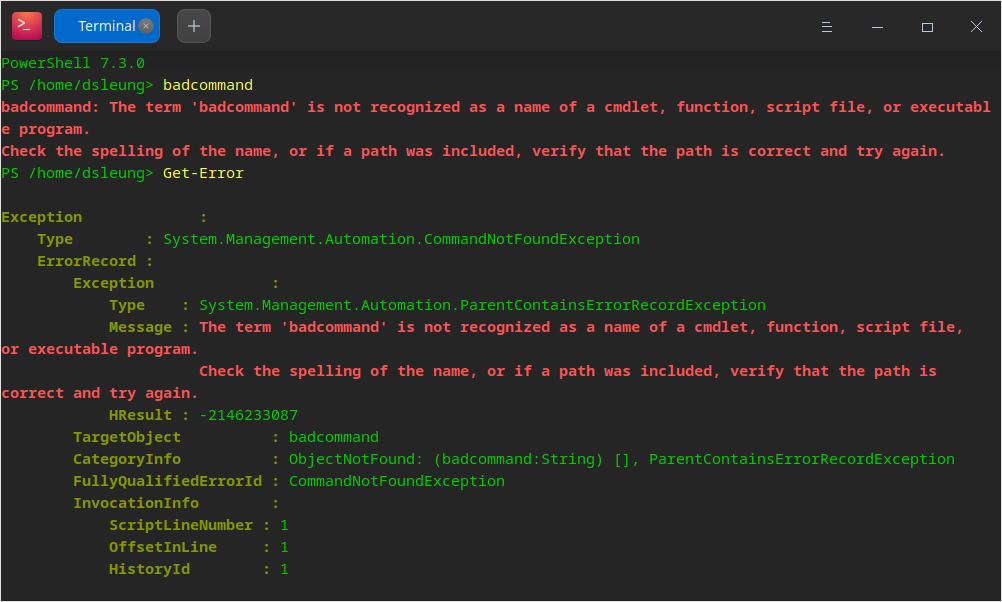 >_
Terminal
PowerShell 7.3.0
PS /home/dsleung> badcommand
badcommand: The term 'badcommand' is not recognized as a name of a cmdlet, function, script file, or executabl
e program.
Check the spelling of the name, or if a path was included, verify that the path is correct and try again.
PS /home/dsleung> Get-Error

Exception             :
    Type        : System.Management.Automation.CommandNotFoundException
    ErrorRecord :
        Exception             :
            Type    : System.Management.Automation.ParentContainsErrorRecordException
            Message : The term 'badcommand' is not recognized as a name of a cmdlet, function, script file,
or executable program.
                      Check the spelling of the name, or if a path was included, verify that the path is
correct and try again.
            HResult : -2146233087
        TargetObject          : badcommand
        CategoryInfo          : ObjectNotFound: (badcommand:String) [], ParentContainsErrorRecordException
        FullyQualifiedErrorId : CommandNotFoundException
        InvocationInfo        :
            ScriptLineNumber : 1
            OffsetInLine     : 1
            HistoryId        : 1